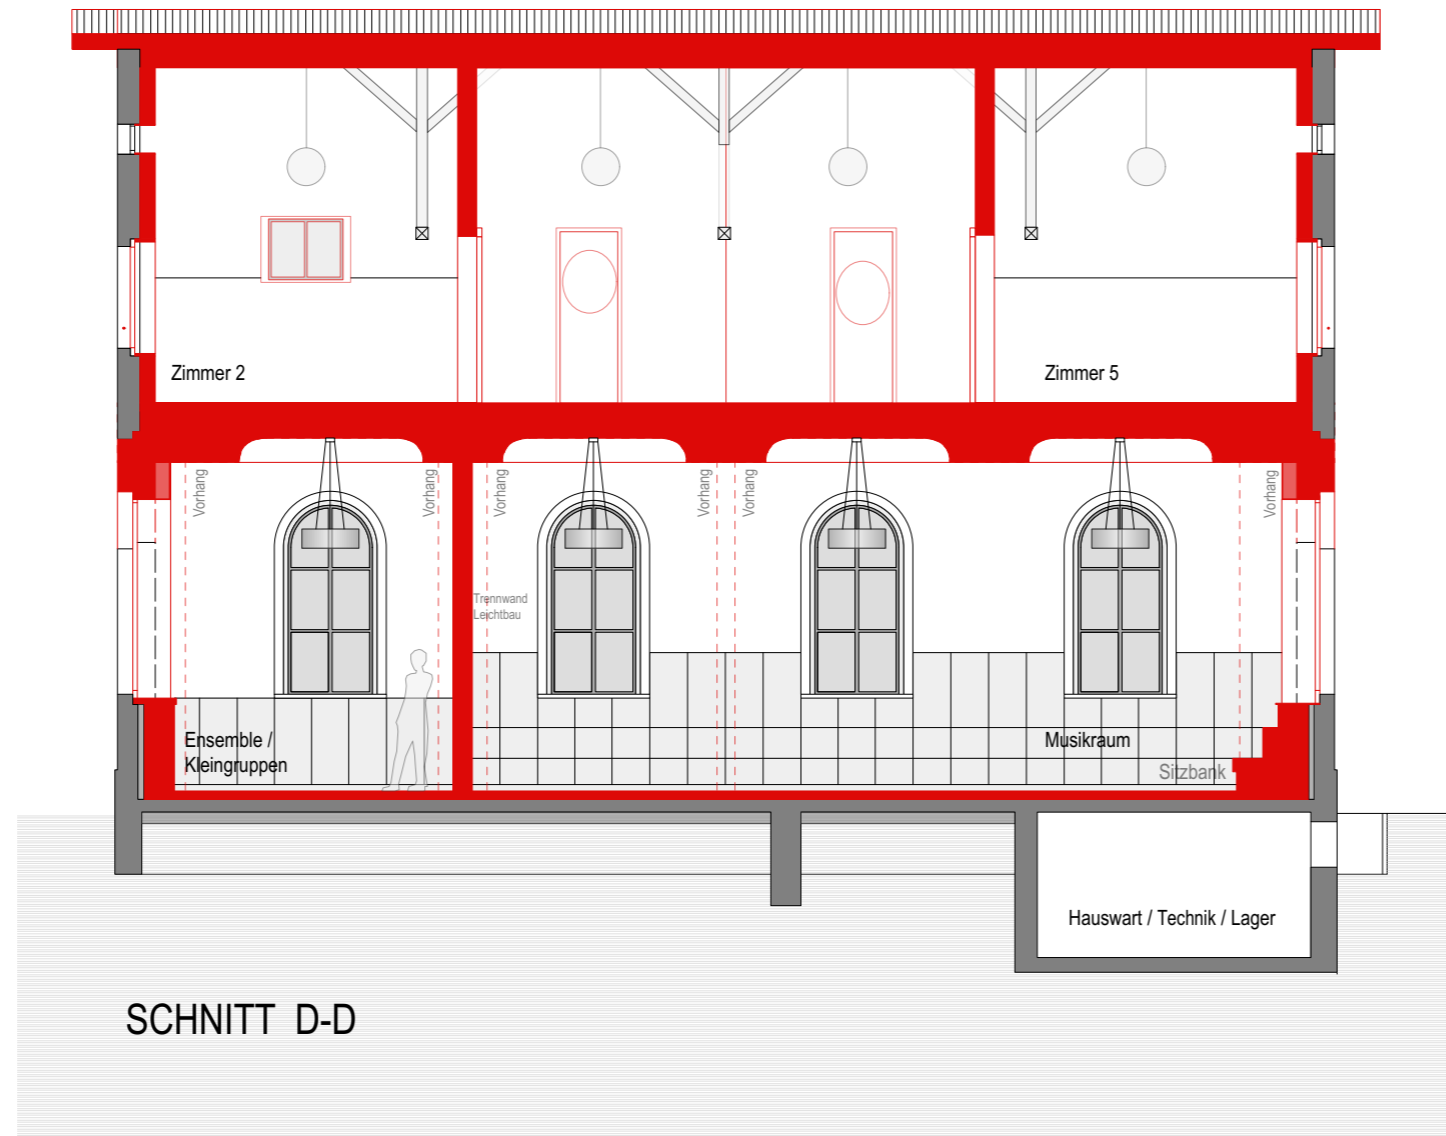 Zimmer 2
Zimmer 5
Vorhang
Vorhang
Vorhang
Vorhang
Vorhang
Vorhang
Trennwand
Leichtbau
Ensemble /
Kleingruppen
Musikraum
Sitzbank
Hauswart / Technik / Lager
SCHNITT D-D